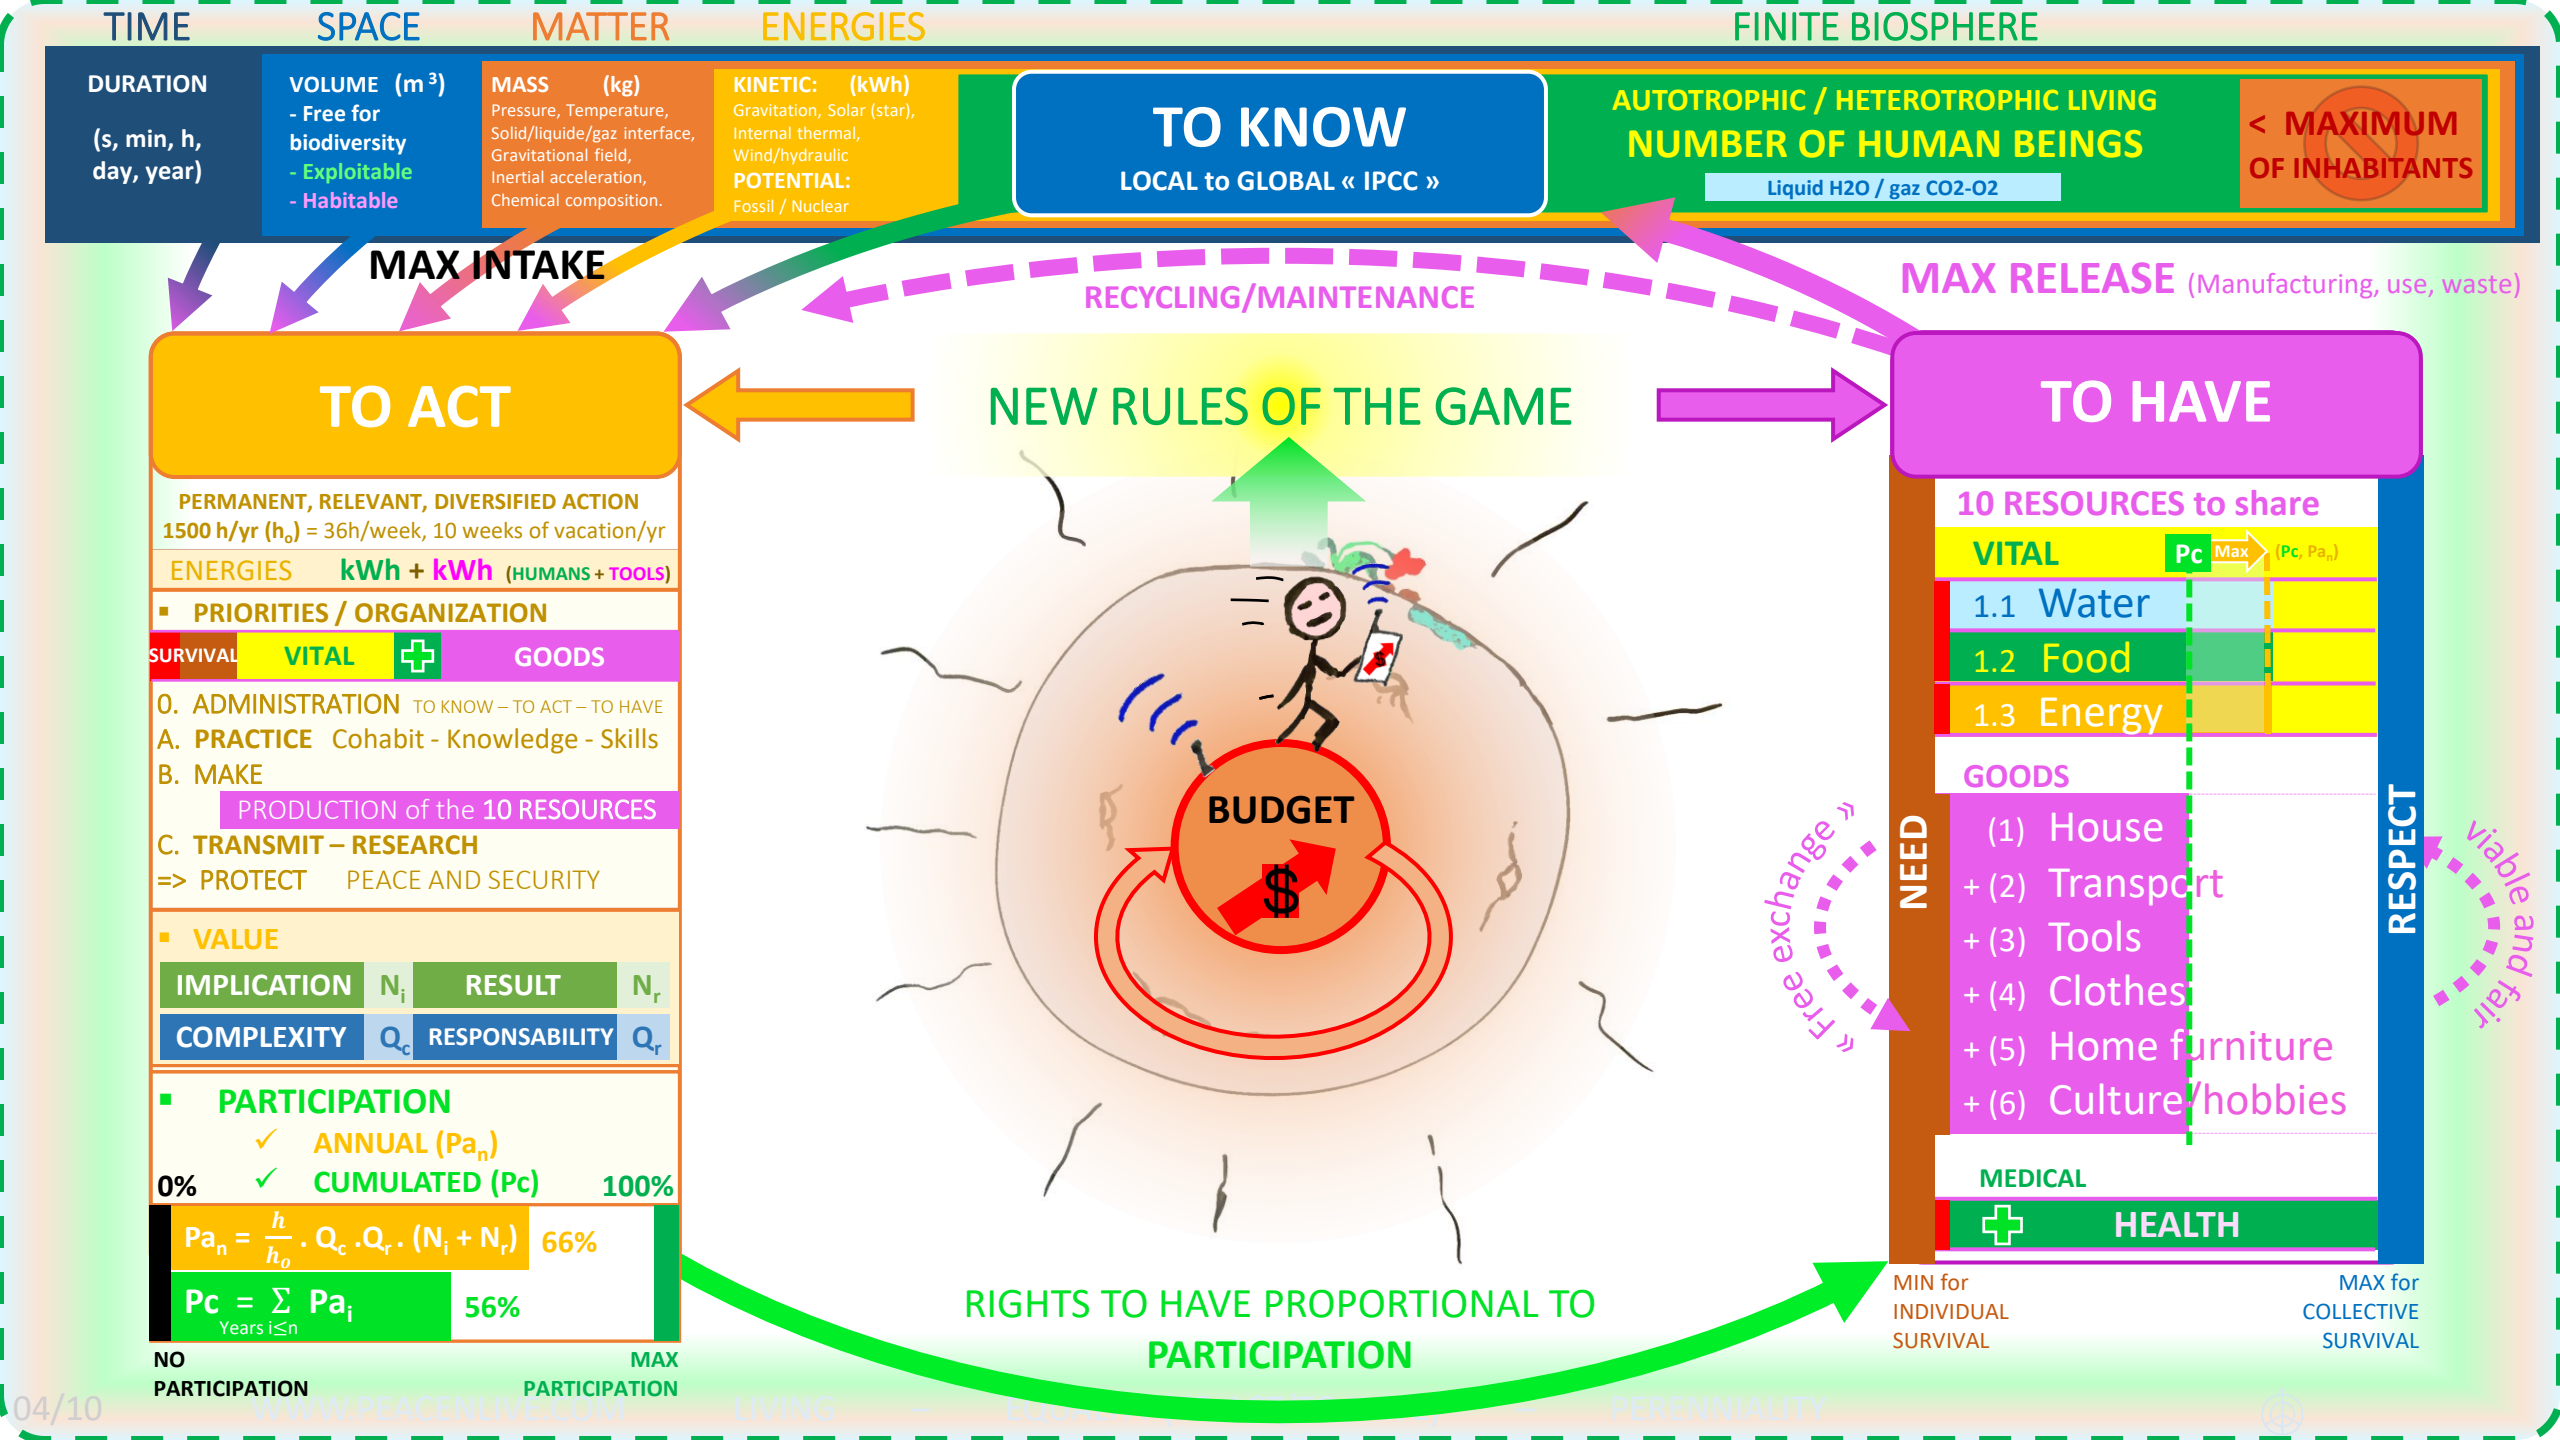 TIME
SPACE
MATTER
ENERGIES
FINITE BIOSPHERE
DURATION
(s, min, h,
day, year)
VOLUME (m³)
- Free for
biodiversity
- Exploitable
- Habitable
MASS (kg)
Pressure, Temperature,
Solid/liquide/gaz interface,
Gravitational field,
Inertial acceleration,
Chemical composition.
KINETIC: (kWh)
Gravitation, Solar (star),
Internal thermal,
Wind/hydraulic
POTENTIAL:
Fossil / Nuclear
TO KNOW
LOCAL to GLOBAL « IPCC »
AUTOTROPHIC / HETEROTROPHIC LIVING
NUMBER OF HUMAN BEINGS
Liquid H2O / gaz CO2-O2
< MAXIMUM
OF INHABITANTS
MAX INTAKE
RECYCLING/MAINTENANCE
MAX RELEASE (Manufacturing, use, waste)
TO ACT
NEW RULES OF THE GAME
TO HAVE
PERMANENT, RELEVANT, DIVERSIFIED ACTION
1500 h/yr (hₒ) = 36h/week, 10 weeks of vacation/yr
ENERGIES kWh + kWh (HUMANS + TOOLS)
▪ PRIORITIES / ORGANIZATION
SURVIVAL VITAL GOODS
0. ADMINISTRATION TO KNOW – TO ACT – TO HAVE
A. PRACTICE Cohabit - Knowledge - Skills
B. MAKE
PRODUCTION of the 10 RESOURCES
C. TRANSMIT – RESEARCH
=> PROTECT PEACE AND SECURITY
▪ VALUE
IMPLICATION Nᵢ RESULT Nᵣ
COMPLEXITY Q꜀ RESPONSABILITY Qᵣ
▪ PARTICIPATION
✓ ANNUAL (Paₙ)
✓ CUMULATED (Pc)
0% 100%
Paₙ = h/hₒ . Q꜀ .Qᵣ . (Nᵢ + Nᵣ) 66%
Pc = Σ Paᵢ 56%
Years i≤n
NO
PARTICIPATION
MAX
PARTICIPATION
BUDGET
$
RIGHTS TO HAVE PROPORTIONAL TO
PARTICIPATION
10 RESOURCES to share
VITAL Pc Max (Pc, Paₙ)
1.1 Water
1.2 Food
1.3 Energy
GOODS
(1) House
+ (2) Transport
+ (3) Tools
+ (4) Clothes
+ (5) Home furniture
+ (6) Culture/hobbies
MEDICAL
HEALTH
NEED
RESPECT
« Free exchange »
viable and fair
MIN for
INDIVIDUAL
SURVIVAL
MAX for
COLLECTIVE
SURVIVAL
04/10
WWW.PEACENLIVE.COM LIVING – – PERENNIALITY